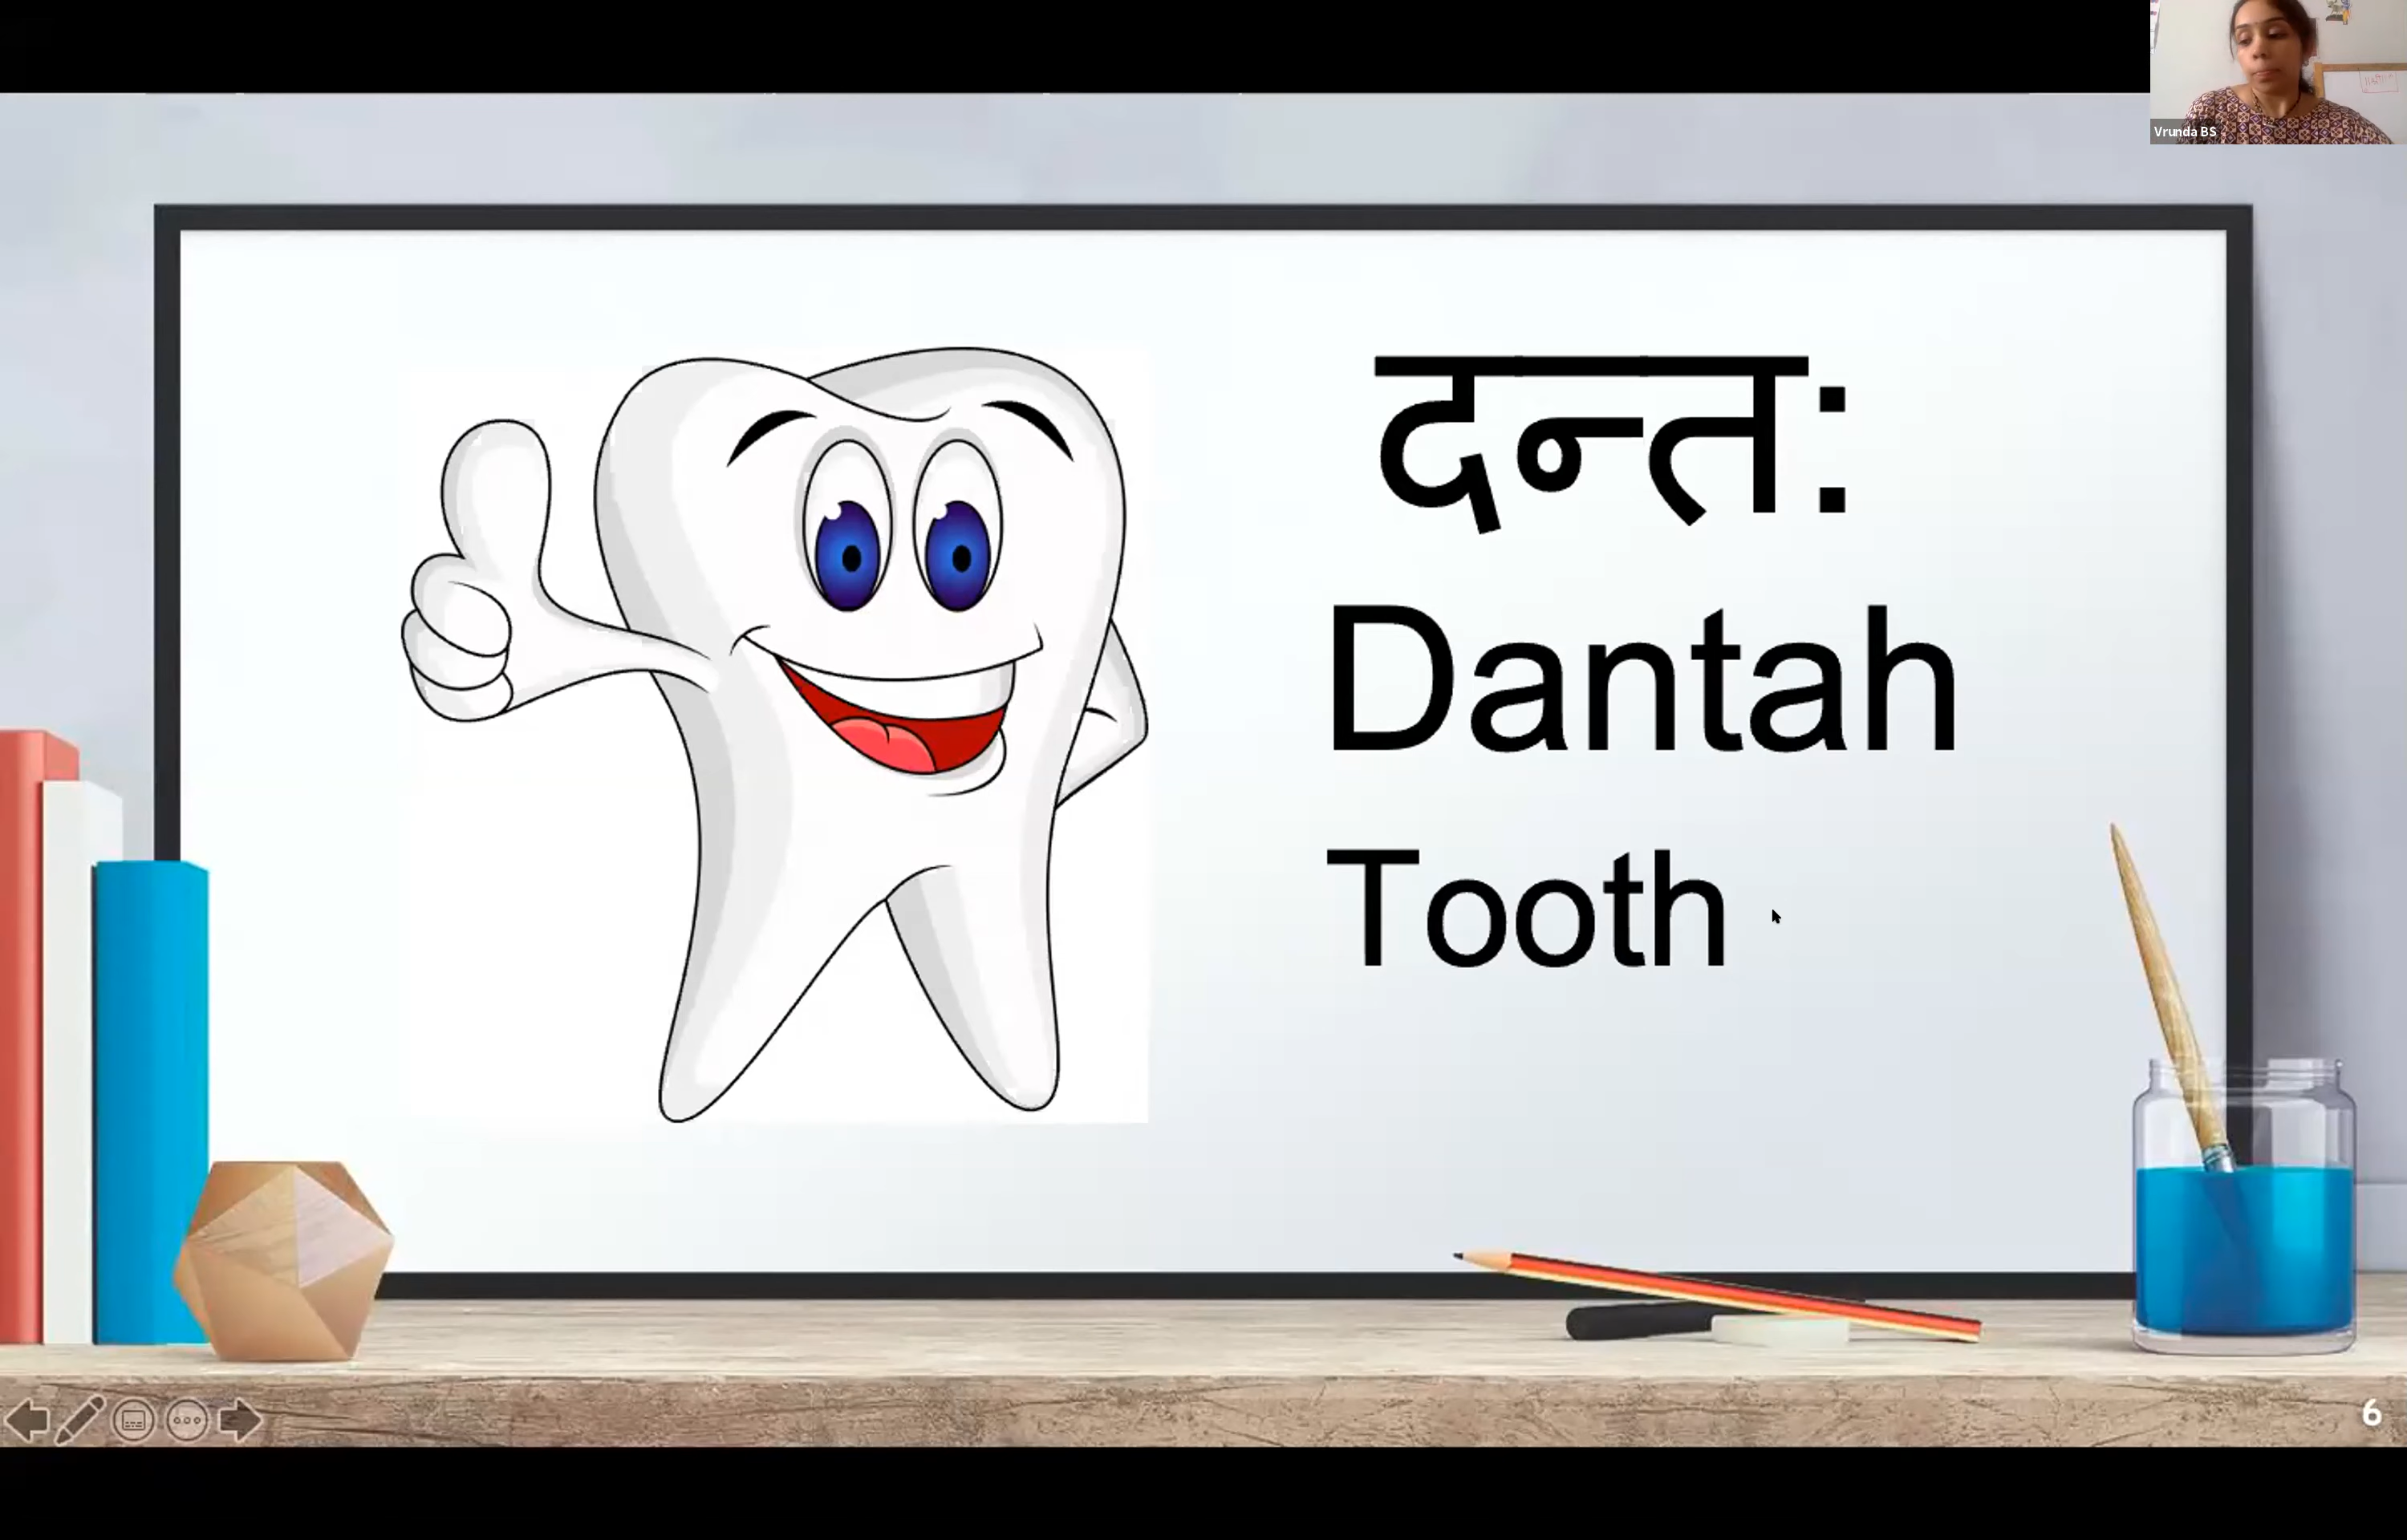 Vrunda BS
दन्त:
Dantah
Tooth
6